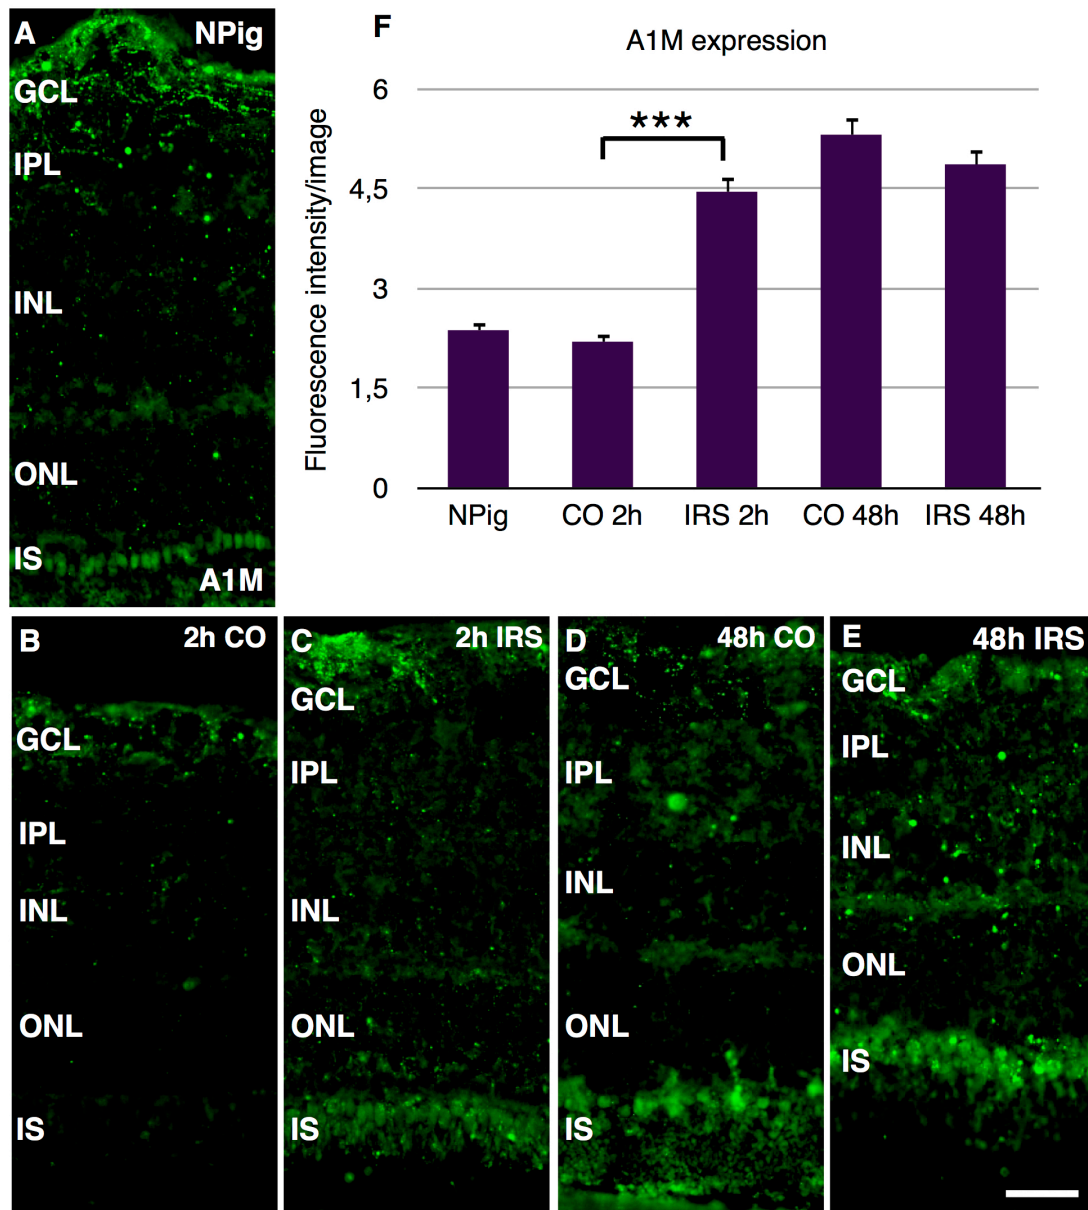 A
NPig
GCL
IPL
INL
ONL
IS
A1M
F
A1M expression
Fluorescence intensity/image
6
4,5
3
1,5
0
***
NPig CO 2h IRS 2h CO 48h IRS 48h
B
2h CO
GCL
IPL
INL
ONL
IS
C
2h IRS
GCL
IPL
INL
ONL
IS
D
48h CO
GCL
IPL
INL
ONL
IS
E
48h IRS
GCL
IPL
INL
ONL
IS